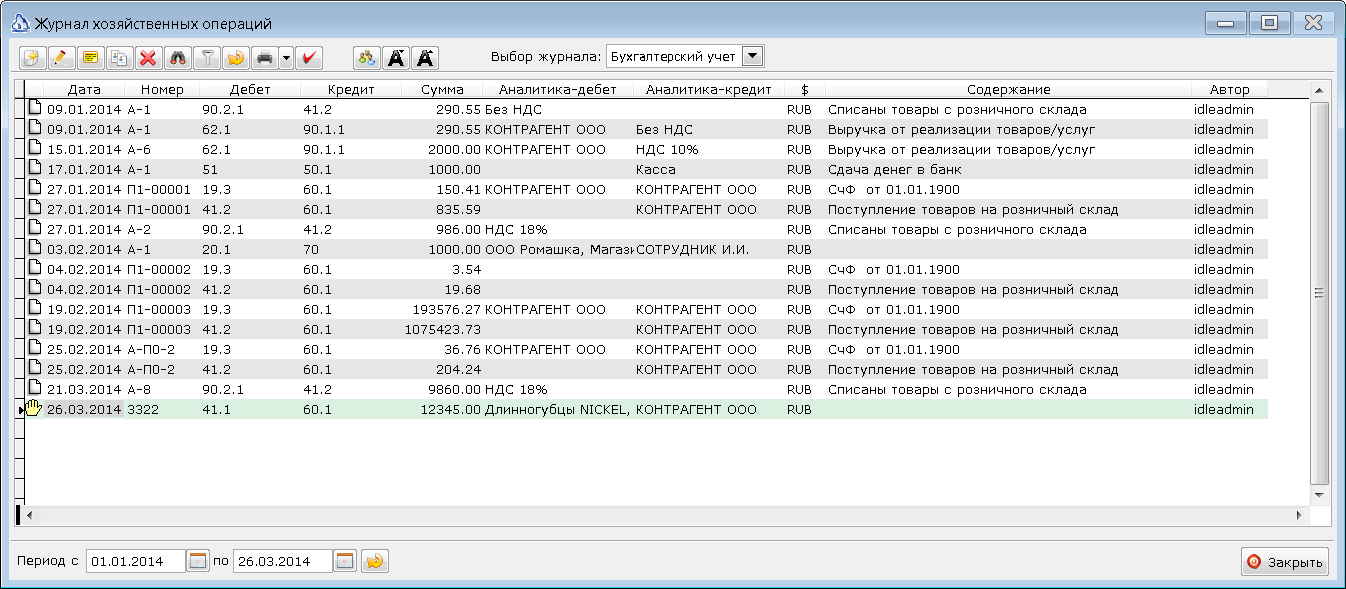 Журнал хозяйственных операций
Выбор журнала: Бухгалтерский учет
Дата Номер Дебет Кредит Сумма Аналитика-дебет Аналитика-кредит $ Содержание Автор
09.01.2014 А-1 90.2.1 41.2 290.55 Без НДС RUB Списаны товары с розничного склада idleadmin
09.01.2014 А-1 62.1 90.1.1 290.55 КОНТРАГЕНТ ООО Без НДС RUB Выручка от реализации товаров/услуг idleadmin
15.01.2014 А-6 62.1 90.1.1 2000.00 КОНТРАГЕНТ ООО НДС 10% RUB Выручка от реализации товаров/услуг idleadmin
17.01.2014 А-1 51 50.1 1000.00 Касса RUB Сдача денег в банк idleadmin
27.01.2014 П1-00001 19.3 60.1 150.41 КОНТРАГЕНТ ООО КОНТРАГЕНТ ООО RUB СчФ от 01.01.1900 idleadmin
27.01.2014 П1-00001 41.2 60.1 835.59 КОНТРАГЕНТ ООО RUB Поступление товаров на розничный склад idleadmin
27.01.2014 А-2 90.2.1 41.2 986.00 НДС 18% RUB Списаны товары с розничного склада idleadmin
03.02.2014 А-1 20.1 70 1000.00 ООО Ромашка, Магази СОТРУДНИК И.И. RUB idleadmin
04.02.2014 П1-00002 19.3 60.1 3.54 RUB СчФ от 01.01.1900 idleadmin
04.02.2014 П1-00002 41.2 60.1 19.68 RUB Поступление товаров на розничный склад idleadmin
19.02.2014 П1-00003 19.3 60.1 193576.27 КОНТРАГЕНТ ООО КОНТРАГЕНТ ООО RUB СчФ от 01.01.1900 idleadmin
19.02.2014 П1-00003 41.2 60.1 1075423.73 КОНТРАГЕНТ ООО RUB Поступление товаров на розничный склад idleadmin
25.02.2014 А-П0-2 19.3 60.1 36.76 КОНТРАГЕНТ ООО КОНТРАГЕНТ ООО RUB СчФ от 01.01.1900 idleadmin
25.02.2014 А-П0-2 41.2 60.1 204.24 КОНТРАГЕНТ ООО RUB Поступление товаров на розничный склад idleadmin
21.03.2014 А-8 90.2.1 41.2 9860.00 НДС 18% RUB Списаны товары с розничного склада idleadmin
26.03.2014 3322 41.1 60.1 12345.00 Длинногубцы NICKEL, КОНТРАГЕНТ ООО RUB idleadmin
Период с 01.01.2014 по 26.03.2014 Закрыть